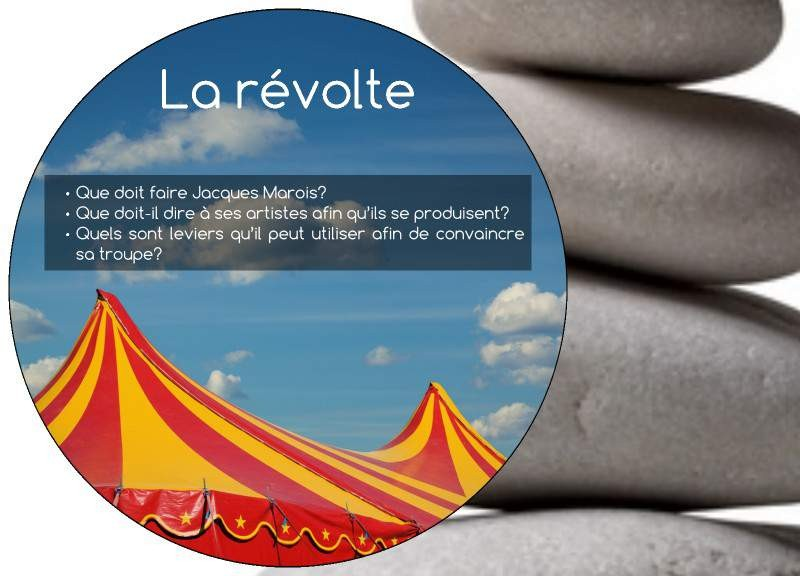 La révolte
• Que doit faire Jacques Marois?
• Que doit-il dire à ses artistes afin qu'ils se produisent?
• Quels sont leviers qu'il peut utiliser afin de convaincre
sa troupe?